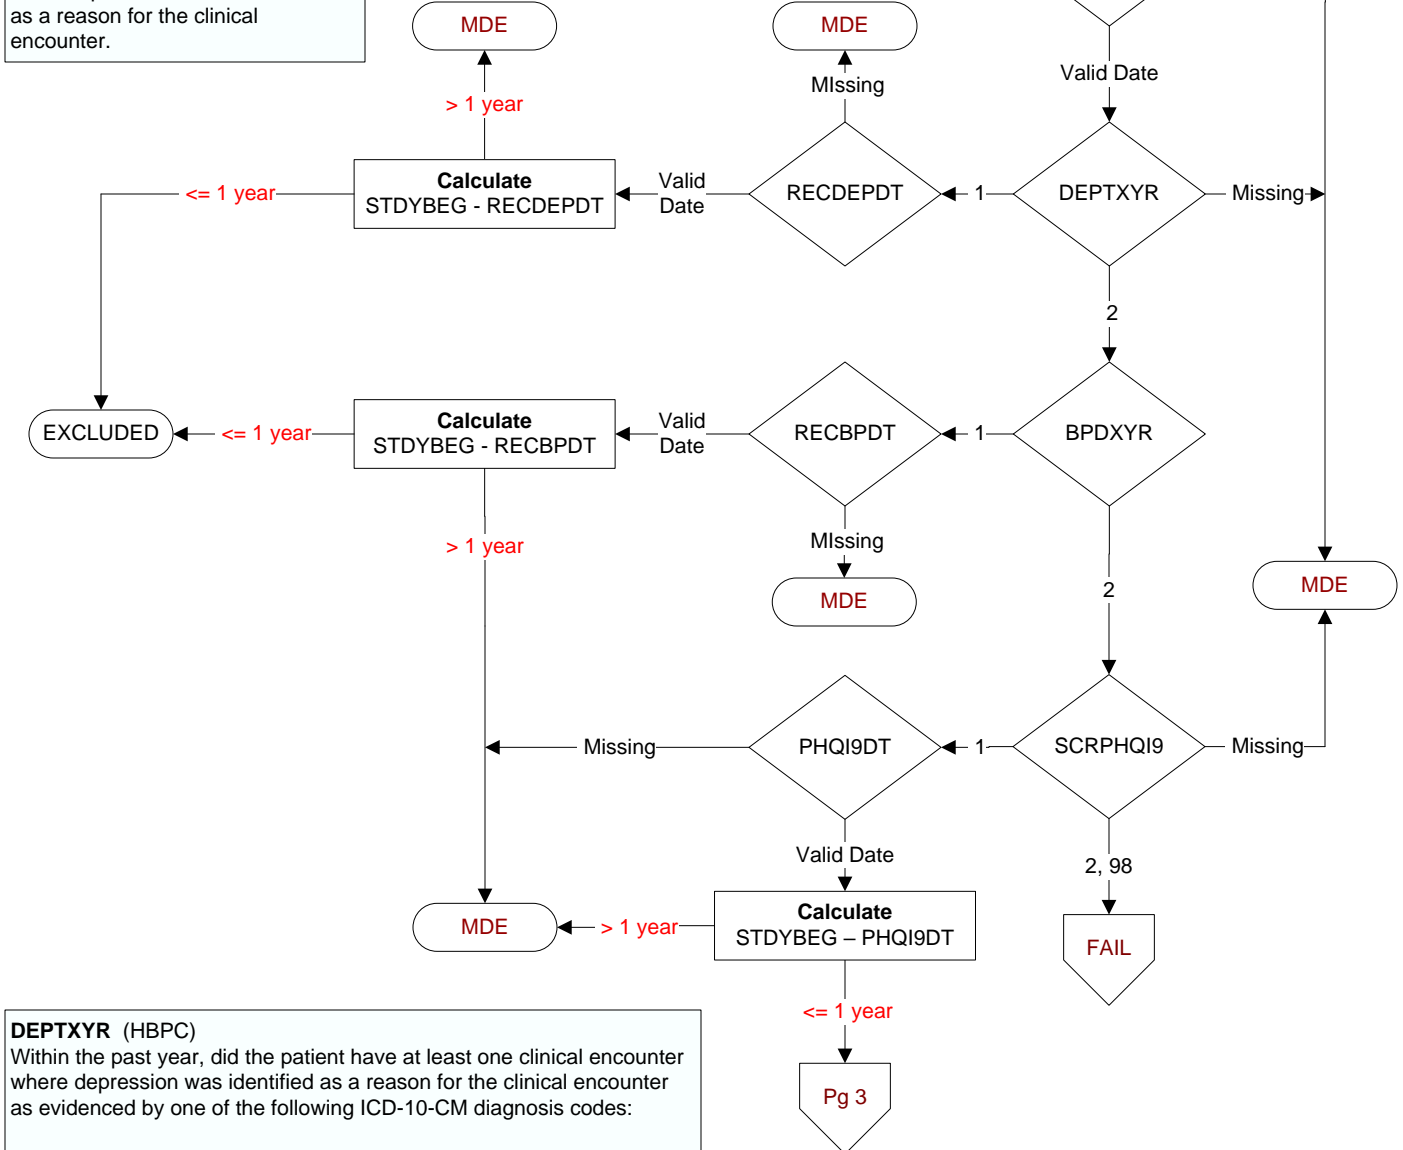 as a reason for the clinical
encounter.
MDE
MDE
Valid Date
MIssing
> 1 year
Calculate
STDYBEG - RECDEPDT
<= 1 year
Valid
Date
RECDEPDT
1
DEPTXYR
Missing
2
EXCLUDED
<= 1 year
Calculate
STDYBEG - RECBPDT
Valid
Date
RECBPDT
1
BPDXYR
> 1 year
MIssing
MDE
2
MDE
Missing
PHQI9DT
1
SCRPHQI9
Missing
Valid Date
2, 98
MDE
> 1 year
Calculate
STDYBEG – PHQI9DT
FAIL
<= 1 year
Pg 3
DEPTXYR (HBPC)
Within the past year, did the patient have at least one clinical encounter
where depression was identified as a reason for the clinical encounter
as evidenced by one of the following ICD-10-CM diagnosis codes: